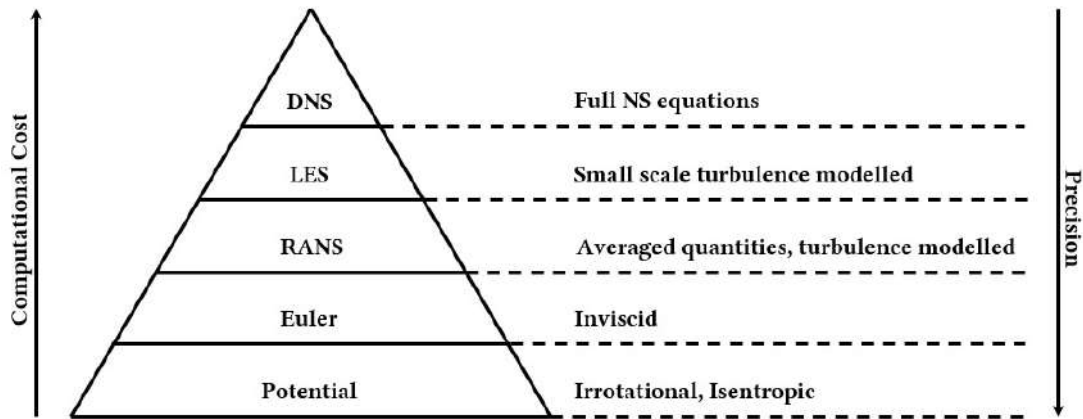 Computational Cost
DNS
Full NS equations
LES
Small scale turbulence modelled
RANS
Averaged quantities, turbulence modelled
Euler
Inviscid
Potential
Irrotational, Isentropic
Precision